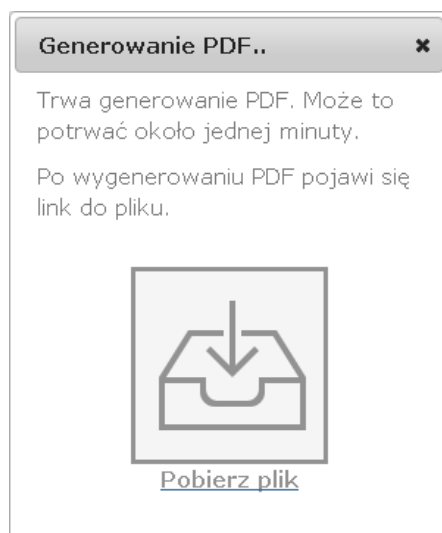 Generowanie PDF..
Trwa generowanie PDF. Może to
potrwać około jednej minuty.
Po wygenerowaniu PDF pojawi się
link do pliku.
Pobierz plik